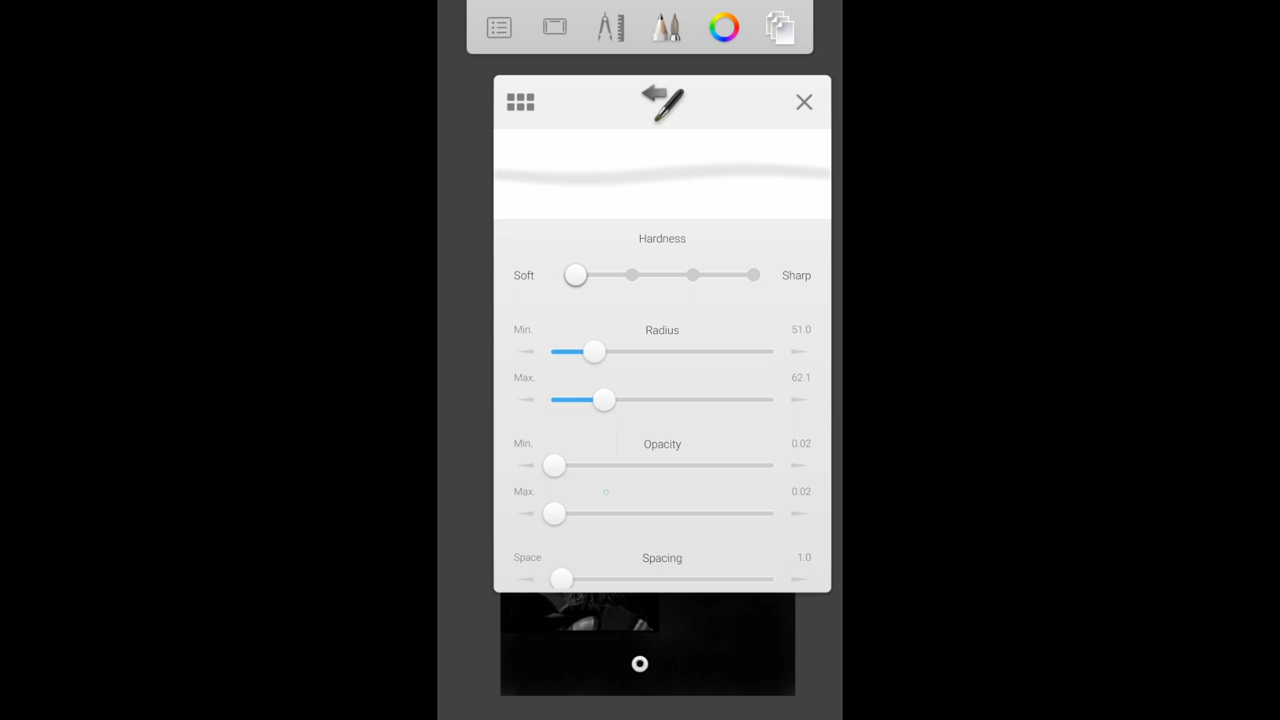 Hardness
Soft Sharp
Min. Radius 51.0
Max. 62.1
Min. Opacity 0.02
Max. 0.02
Space Spacing 1.0